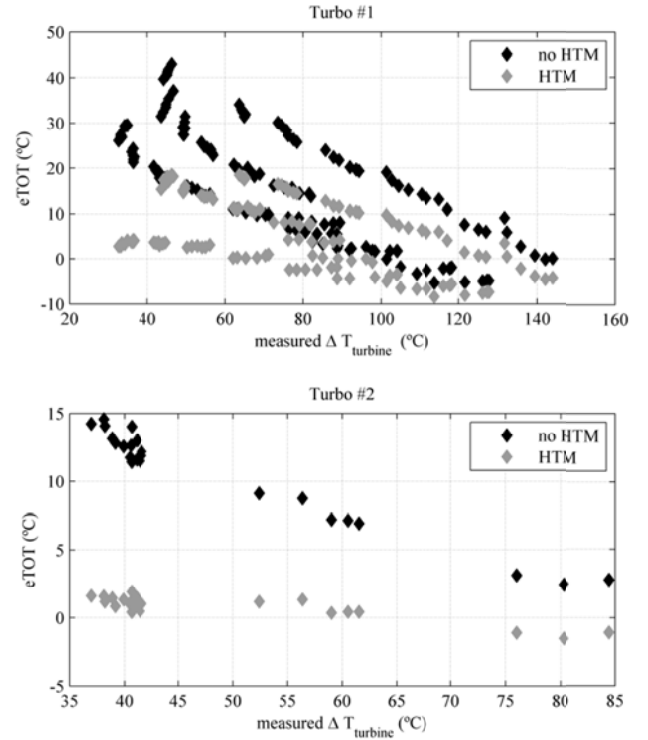 Turbo #1
50
40
30
20
10
0
-10
eTOT (ºC)
no HTM
HTM
20 40 60 80 100 120 140 160
measured Δ T_turbine (ºC)
Turbo #2
15
10
5
0
-5
eTOT (ºC)
no HTM
HTM
35 40 45 50 55 60 65 70 75 80 85
measured Δ T_turbine (ºC)